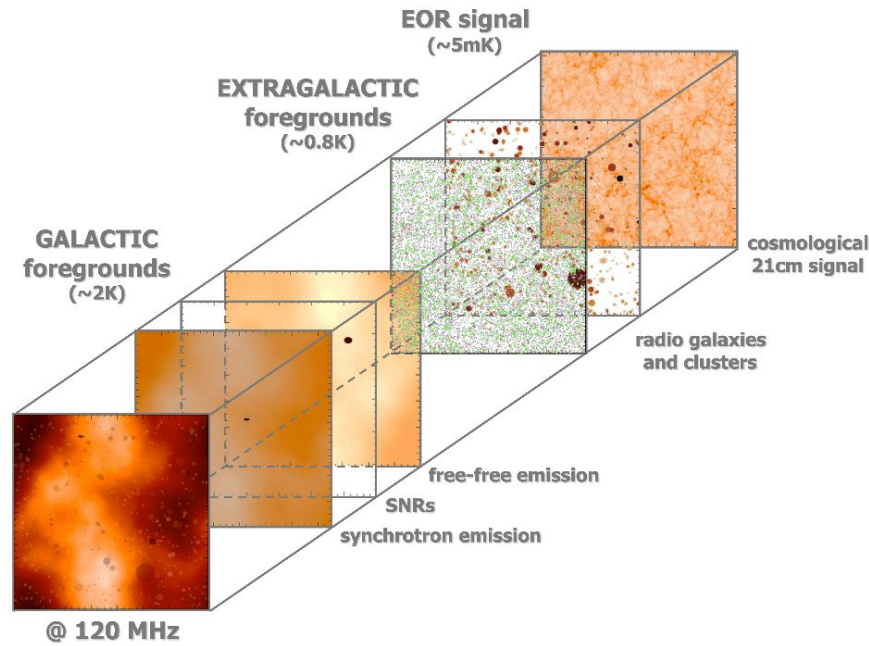 EOR signal
(~5mK)
EXTRAGALACTIC
foregrounds
(~0.8K)
GALACTIC
foregrounds
(~2K)
cosmological
21cm signal
radio galaxies
and clusters
free-free emission
SNRs
synchrotron emission
@ 120 MHz